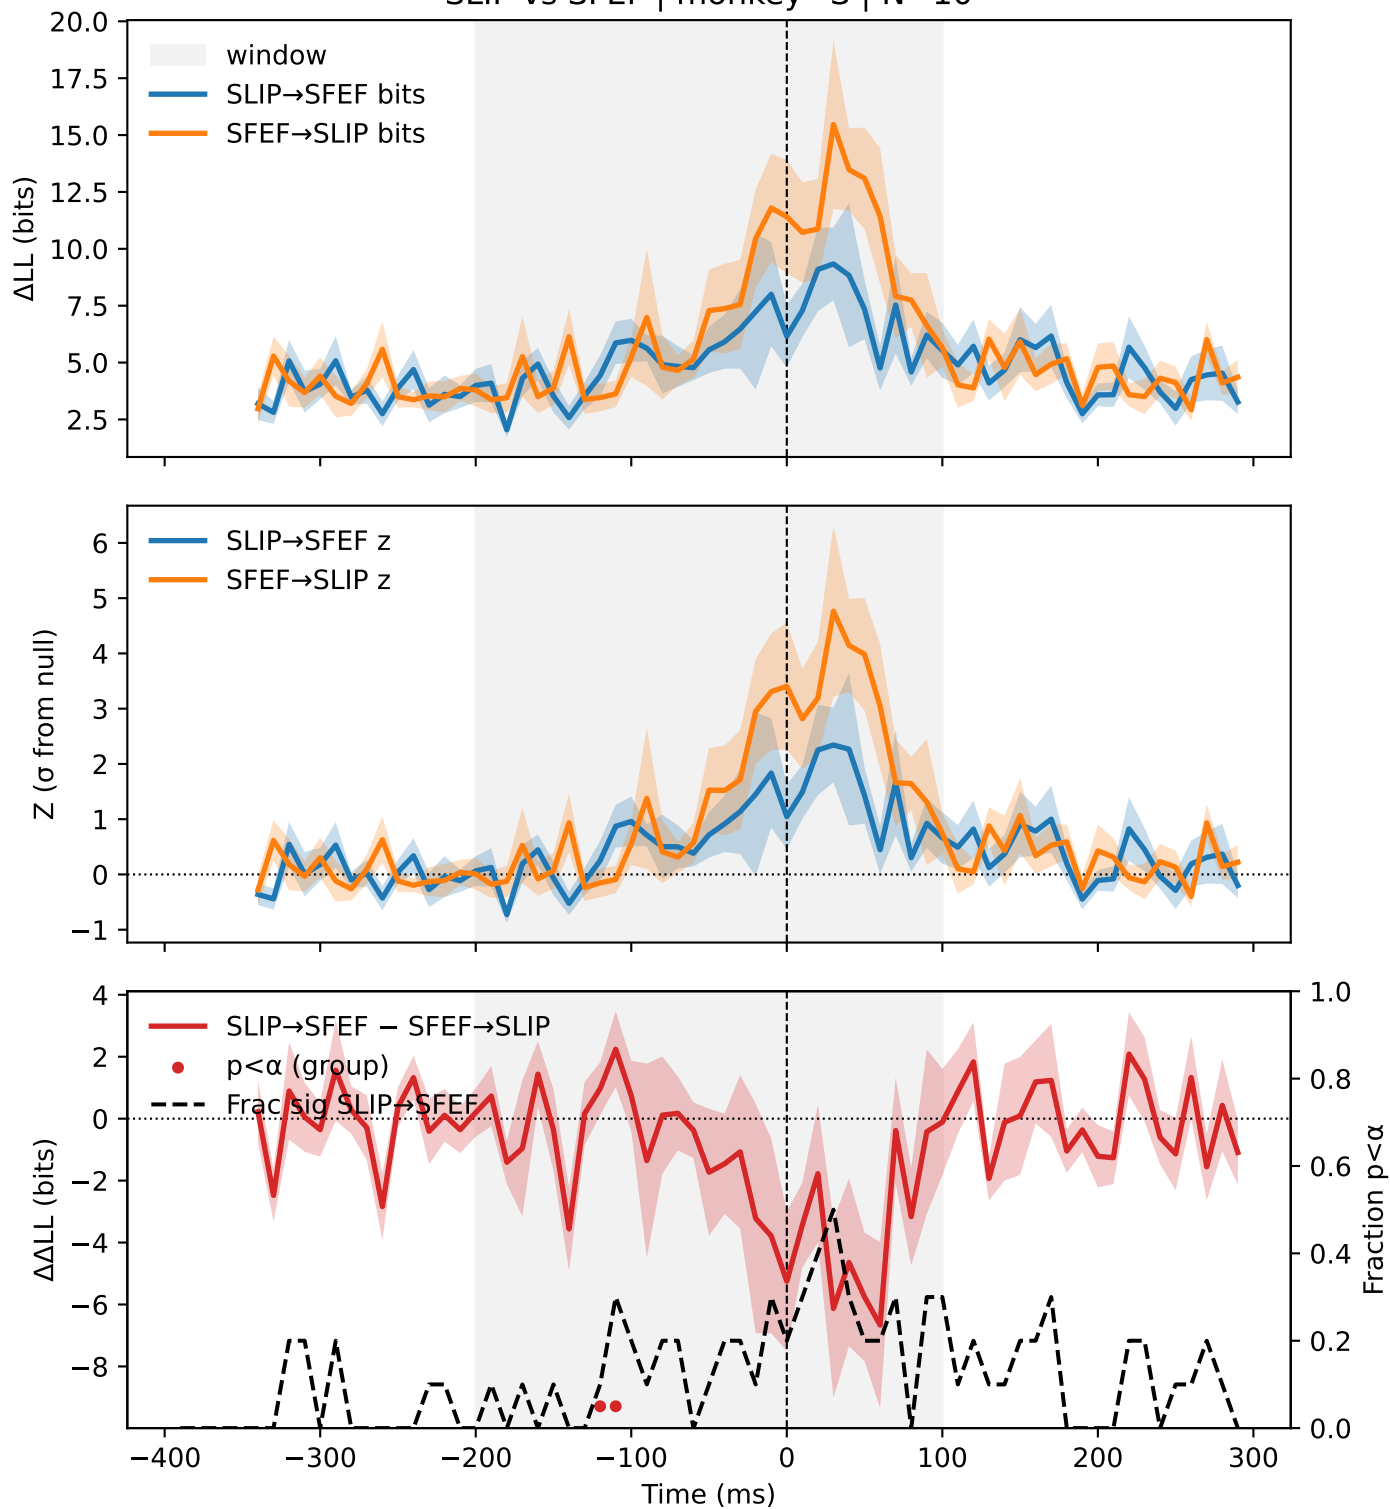 20.0
17.5
15.0
12.5
10.0
7.5
5.0
2.5
ΔLL (bits)
window
SLIP→SFEF bits
SFEF→SLIP bits
6
5
4
3
2
1
0
−1
Z (σ from null)
SLIP→SFEF z
SFEF→SLIP z
4
2
0
−2
−4
−6
−8
ΔΔLL (bits)
SLIP→SFEF − SFEF→SLIP
p<α (group)
Frac sig SLIP→SFEF
1.0
0.8
0.6
0.4
0.2
0.0
Fraction p<α
−400
−300
−200
−100
0
100
200
300
Time (ms)